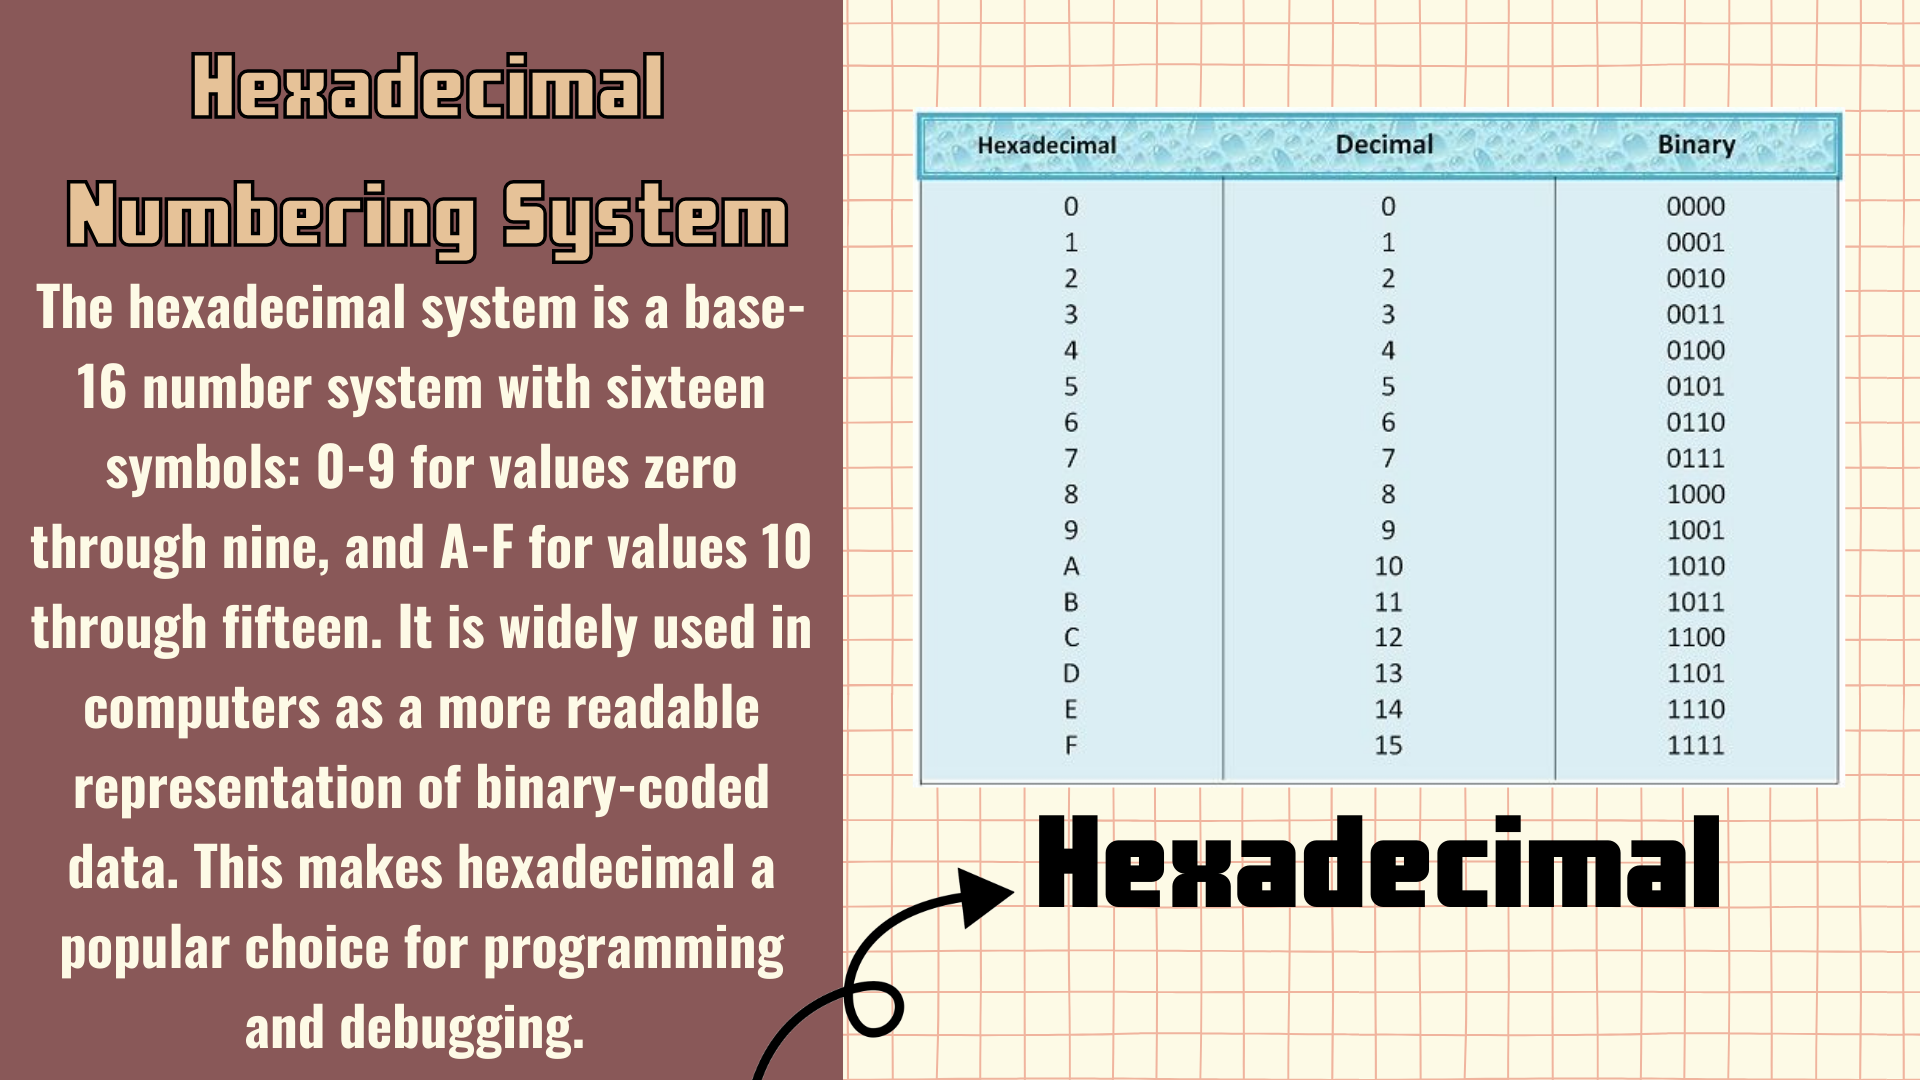 Hexadecimal
Numbering System
The hexadecimal system is a base-
16 number system with sixteen
symbols: 0-9 for values zero
through nine, and A-F for values 10
through fifteen. It is widely used in
computers as a more readable
representation of binary-coded
data. This makes hexadecimal a
popular choice for programming
and debugging.
Hexadecimal Decimal Binary
0 0 0000
1 1 0001
2 2 0010
3 3 0011
4 4 0100
5 5 0101
6 6 0110
7 7 0111
8 8 1000
9 9 1001
A 10 1010
B 11 1011
C 12 1100
D 13 1101
E 14 1110
F 15 1111
Hexadecimal